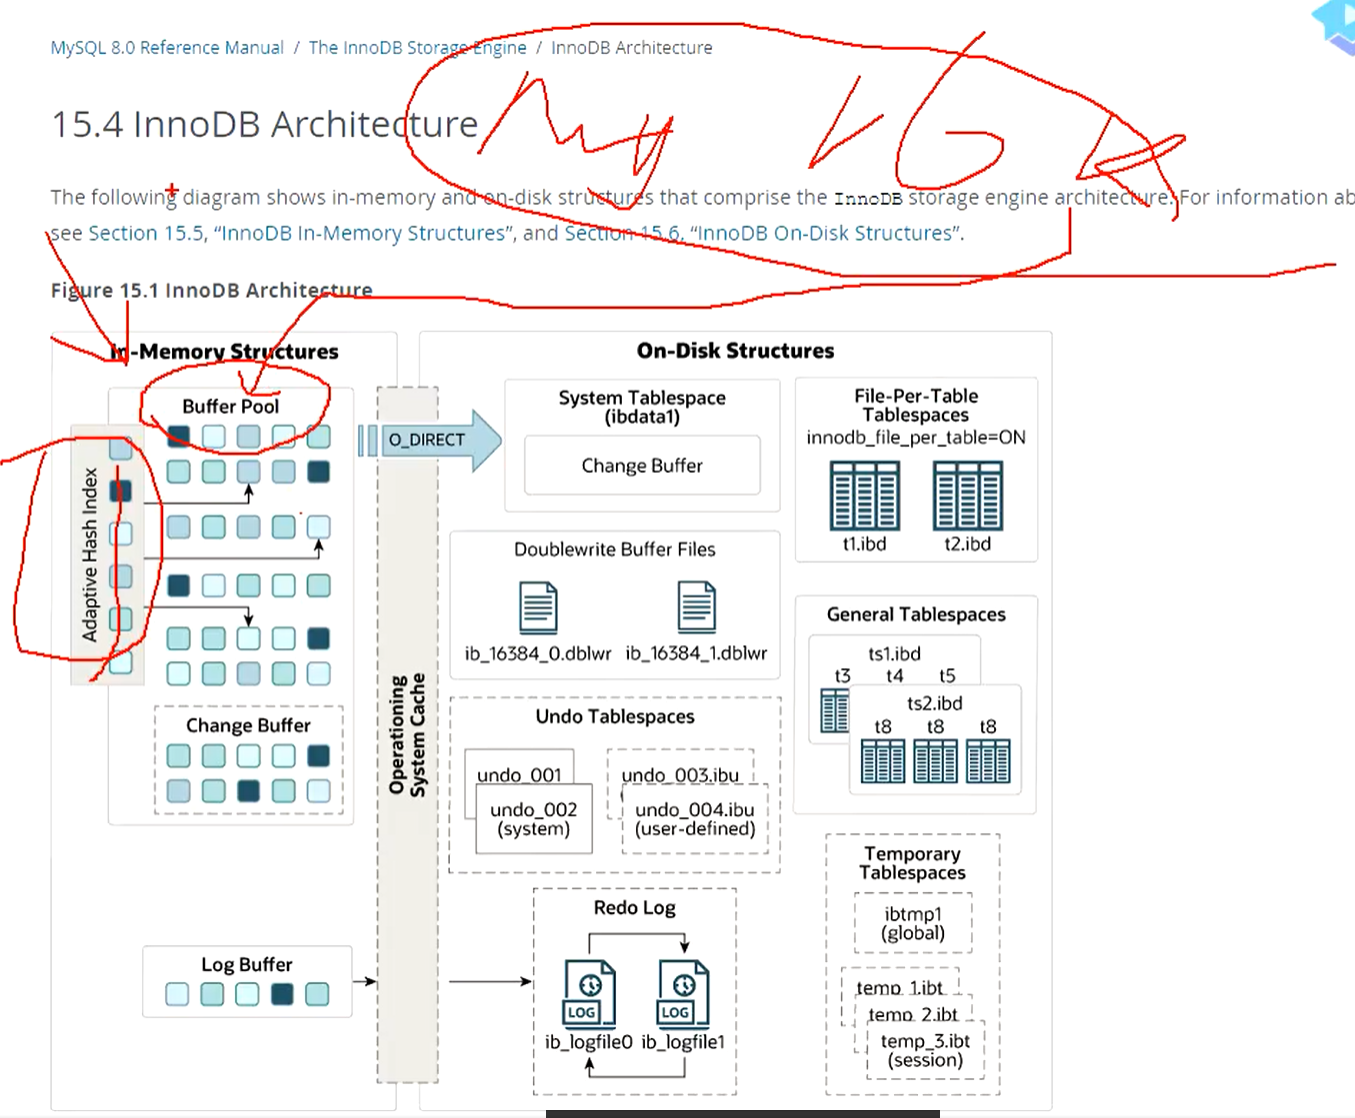 MySQL 8.0 Reference Manual / The InnoDB Storage Engine / InnoDB Architecture
15.4 InnoDB Architecture
The following diagram shows in-memory and on-disk structures that comprise the InnoDB storage engine architecture. For information ab
see Section 15.5, “InnoDB In-Memory Structures”, and Section 15.6, “InnoDB On-Disk Structures”.
Figure 15.1 InnoDB Architecture
In-Memory Structures
Buffer Pool
Adaptive Hash Index
Change Buffer
Log Buffer
Operationing
System Cache
O_DIRECT
On-Disk Structures
System Tablespace
(ibdata1)
Change Buffer
Doublewrite Buffer Files
ib_16384_0.dblwr ib_16384_1.dblwr
Undo Tablespaces
undo_001
undo_002
(system)
undo_003.ibu
undo_004.ibu
(user-defined)
Redo Log
LOG LOG
ib_logfile0 ib_logfile1
File-Per-Table
Tablespaces
innodb_file_per_table=ON
t1.ibd t2.ibd
General Tablespaces
ts1.ibd
t3 t4 t5
ts2.ibd
t8 t8 t8
Temporary
Tablespaces
ibtmp1
(global)
temp_1.ibt
temp_2.ibt
temp_3.ibt
(session)